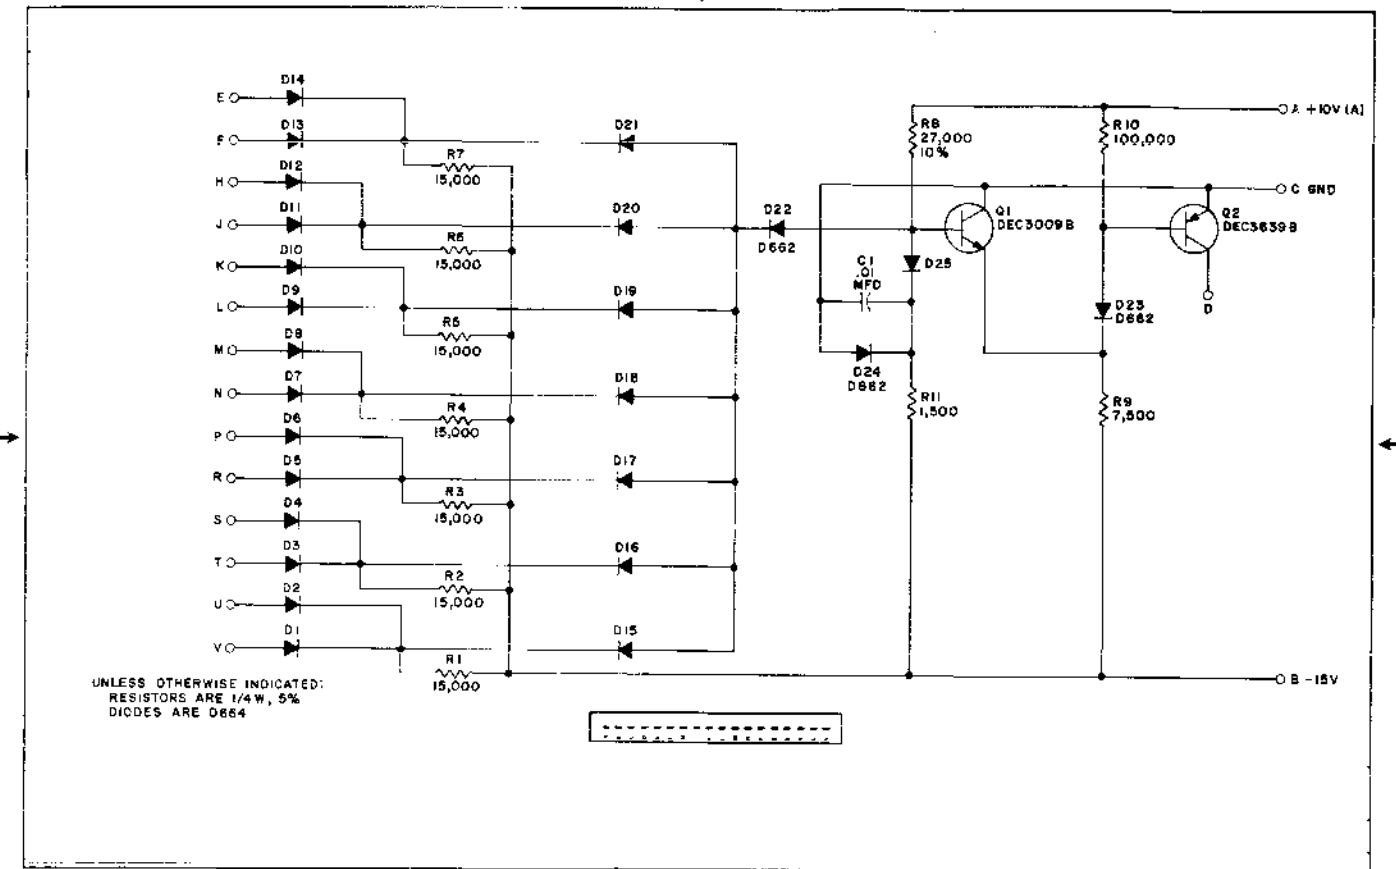 D14
E
D13
F
D21
R8
27,000
10%
R10
100,000
A +10V (A)
R7
15,000
D12
H
D11
J
D20
D22
D662
Q1
DEC3009B
C GND
Q2
DEC3639B
R6
15,000
D10
K
D25
C1
.01
MFD
D9
L
D19
D23
D662
D
R5
15,000
D8
M
D24
D662
D7
N
D18
R11
1,500
R9
7,500
R4
15,000
D6
P
D5
R
D17
R3
15,000
D4
S
D3
T
D16
R2
15,000
D2
U
D1
V
D15
R1
15,000
B -15V
UNLESS OTHERWISE INDICATED:
RESISTORS ARE 1/4W, 5%
DIODES ARE D664